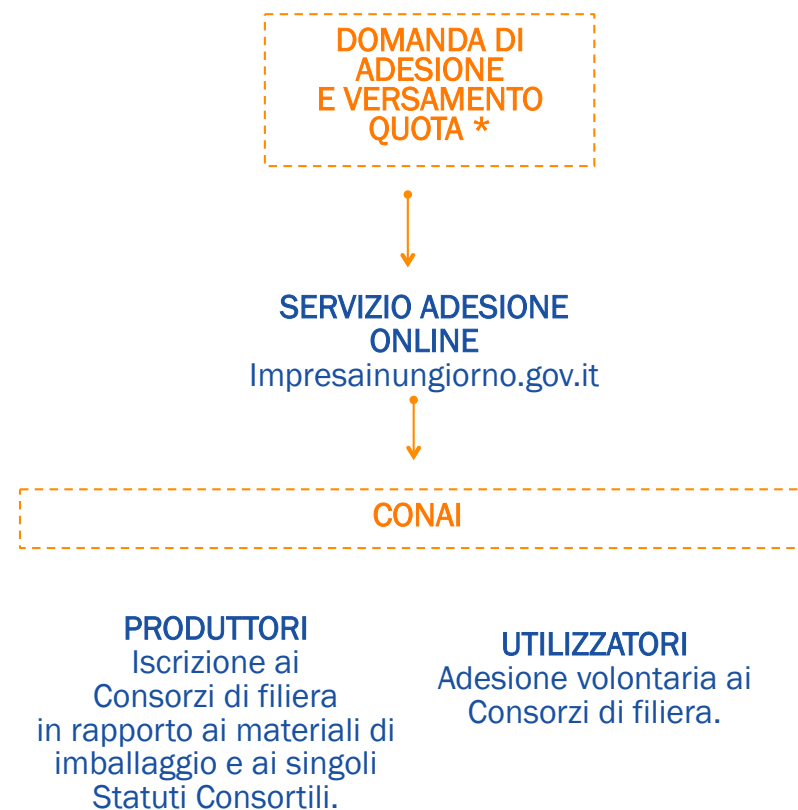 DOMANDA DI
ADESIONE
E VERSAMENTO
QUOTA *
SERVIZIO ADESIONE
ONLINE
Impresainungiorno.gov.it
CONAI
PRODUTTORI
Iscrizione ai
Consorzi di filiera
in rapporto ai materiali di
imballaggio e ai singoli
Statuti Consortili.
UTILIZZATORI
Adesione volontaria ai
Consorzi di filiera.